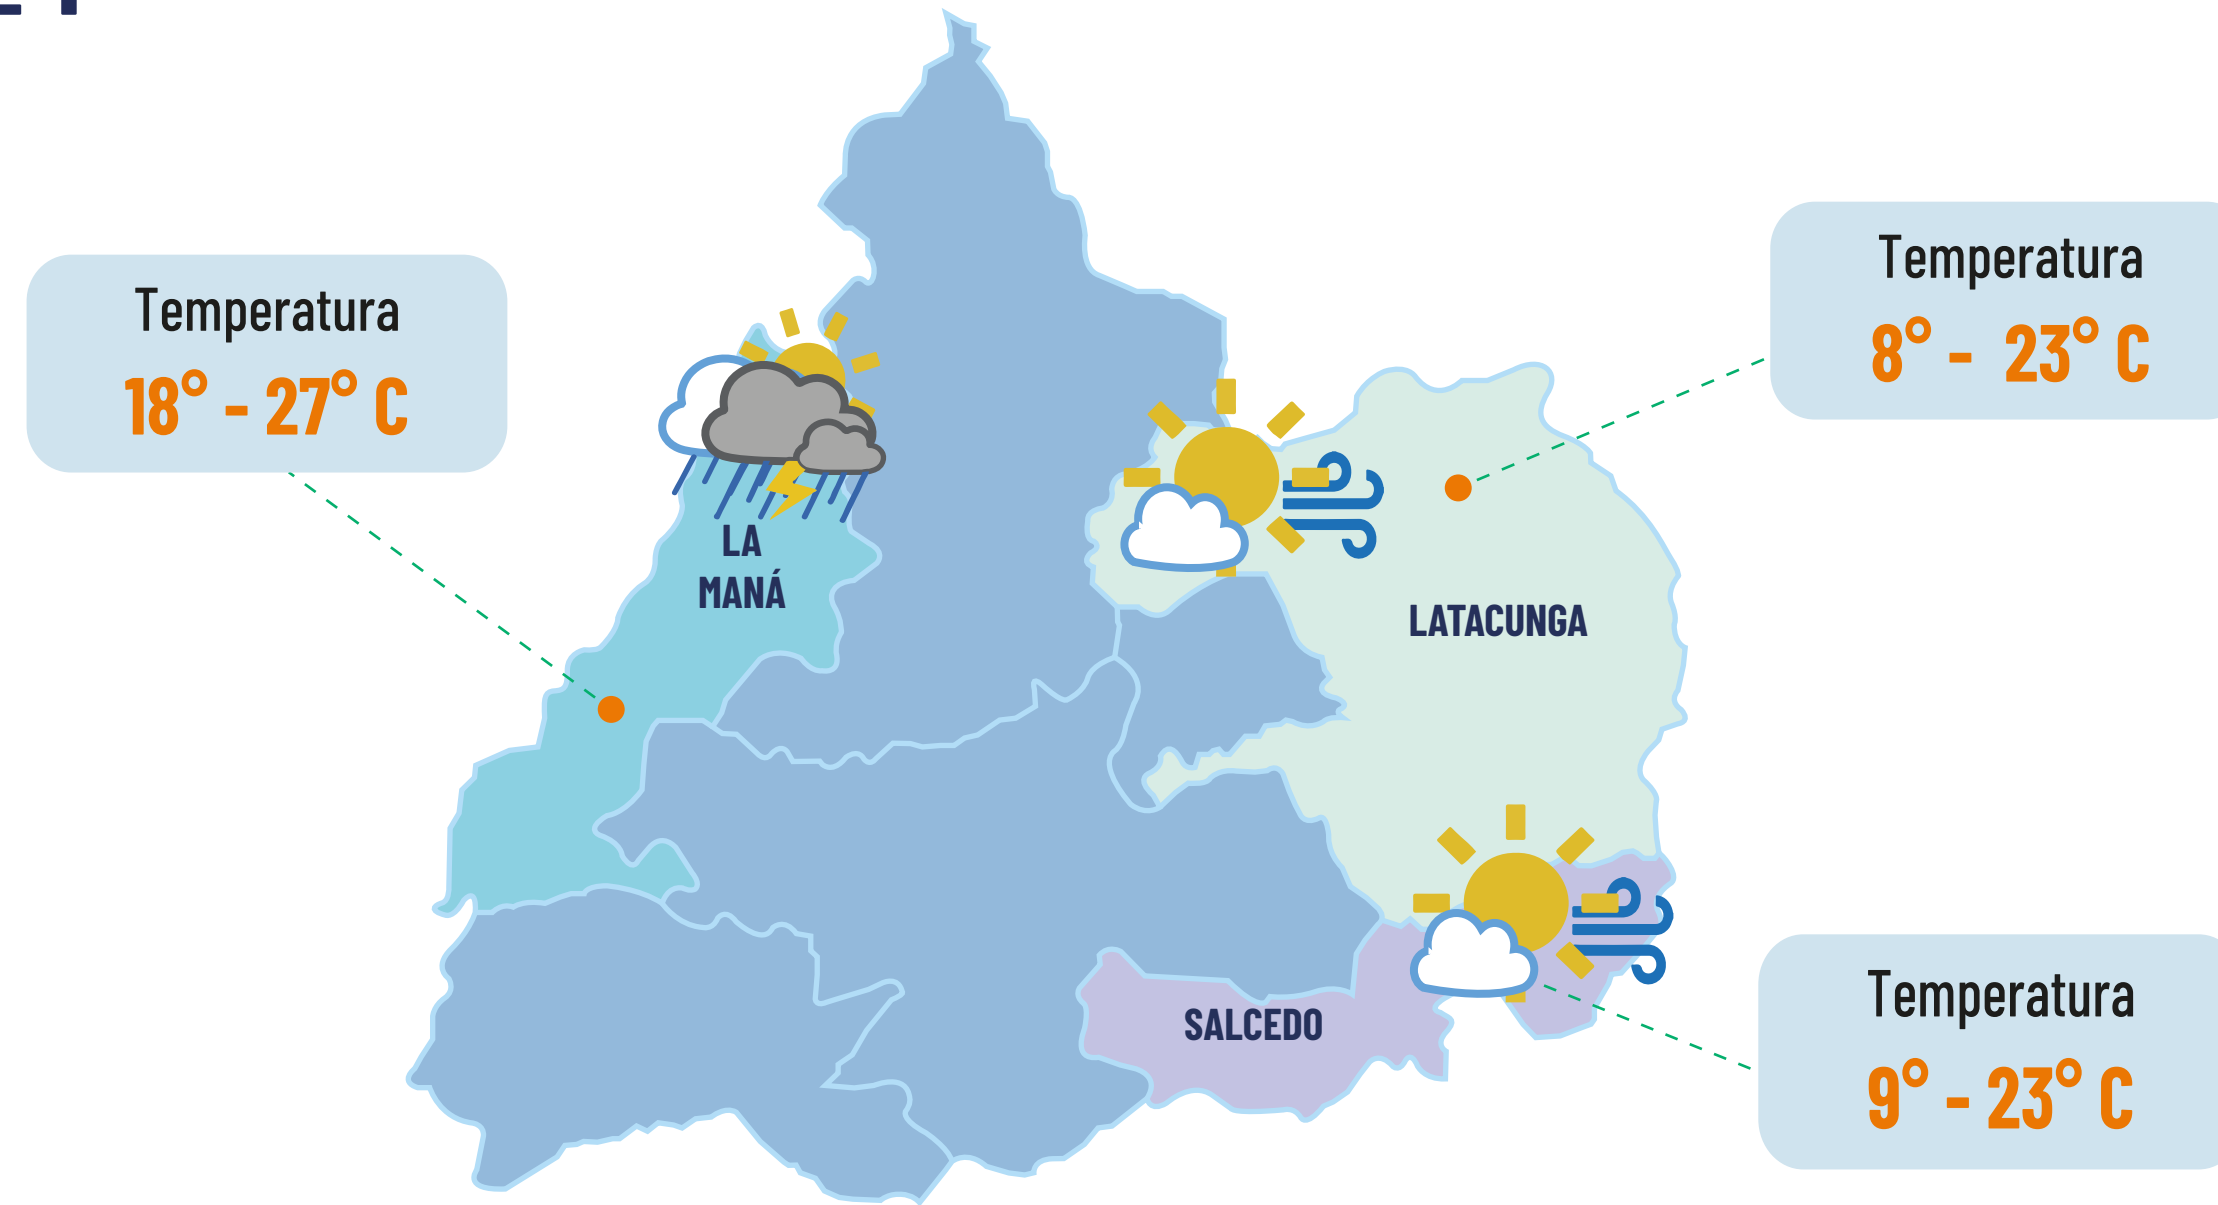 Temperatura
18° - 27° C
Temperatura
8° - 23° C
LA
MANÁ
LATACUNGA
SALCEDO
Temperatura
9° - 23° C